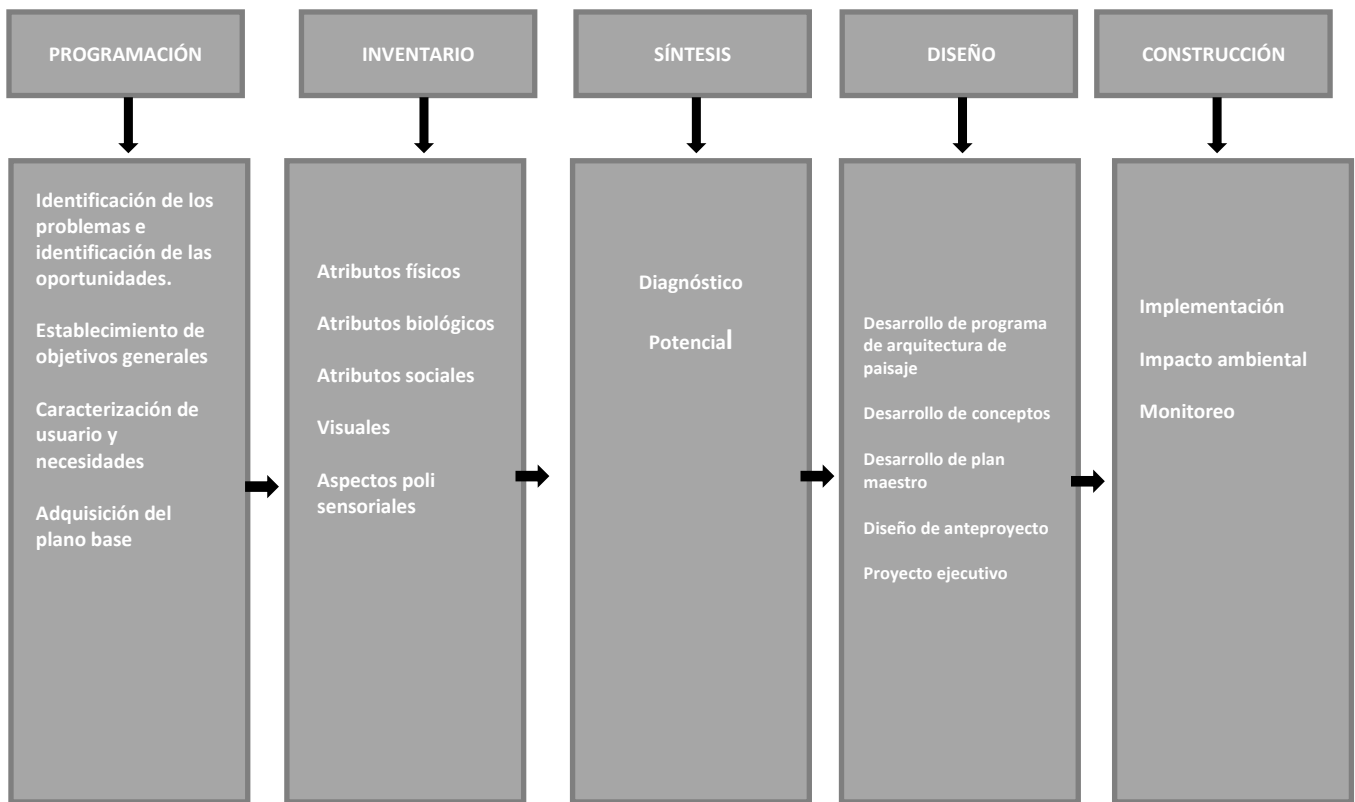 PROGRAMACIÓN
INVENTARIO
SÍNTESIS
DISEÑO
CONSTRUCCIÓN
Identificación de los
problemas e
identificación de las
oportunidades.
Establecimiento de
objetivos generales
Caracterización de
usuario y
necesidades
Adquisición del
plano base
Atributos físicos
Atributos biológicos
Atributos sociales
Visuales
Aspectos poli
sensoriales
Diagnóstico
Potencial
Desarrollo de programa
de arquitectura de
paisaje
Desarrollo de conceptos
Desarrollo de plan
maestro
Diseño de anteproyecto
Proyecto ejecutivo
Implementación
Impacto ambiental
Monitoreo